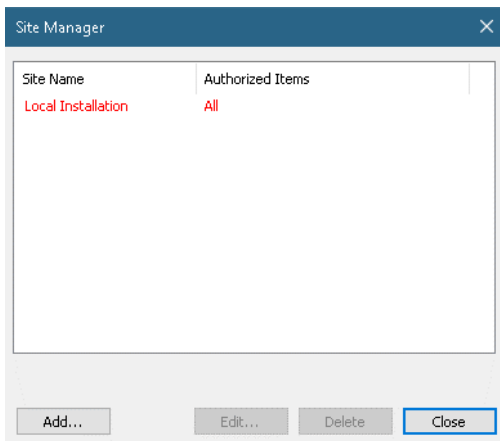 Site Manager
Site Name Authorized Items
Local Installation All
Add... Edit... Delete Close